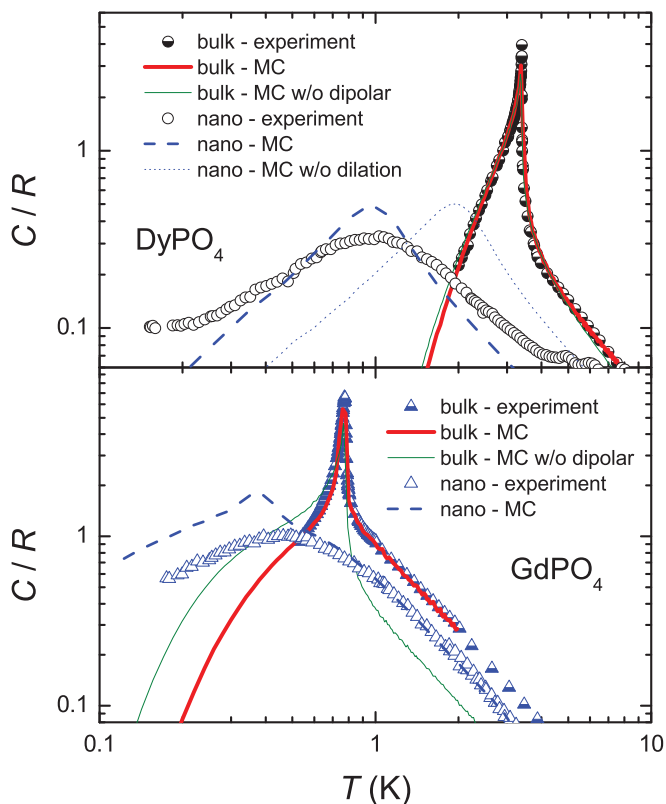 bulk - experiment
bulk - MC
bulk - MC w/o dipolar
nano - experiment
nano - MC
nano - MC w/o dilation
DyPO4
C / R
1
0.1
bulk - experiment
bulk - MC
bulk - MC w/o dipolar
nano - experiment
nano - MC
GdPO4
C / R
1
0.1
0.1 1 10
T (K)